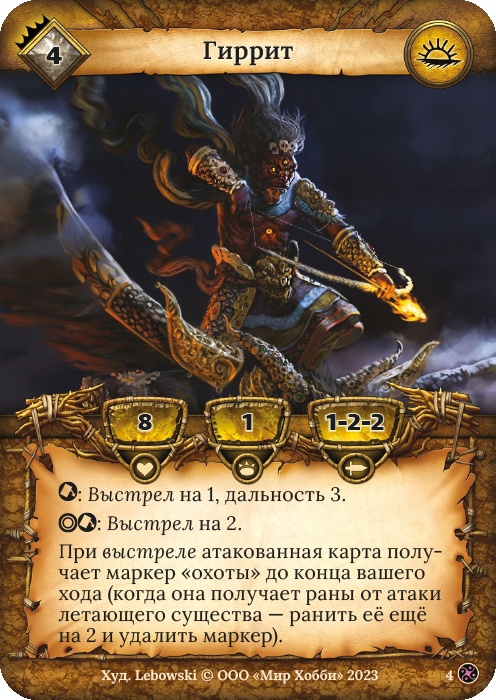 4
Гиррит
8
1
1-2-2
: Выстрел на 1, дальность 3.
: Выстрел на 2.
При выстреле атакованная карта полу-
чает маркер «охоты» до конца вашего
хода (когда она получает раны от атаки
летающего существа — ранить её ещё
на 2 и удалить маркер).
Худ. Lebowski © ООО «Мир Хобби» 2023
4